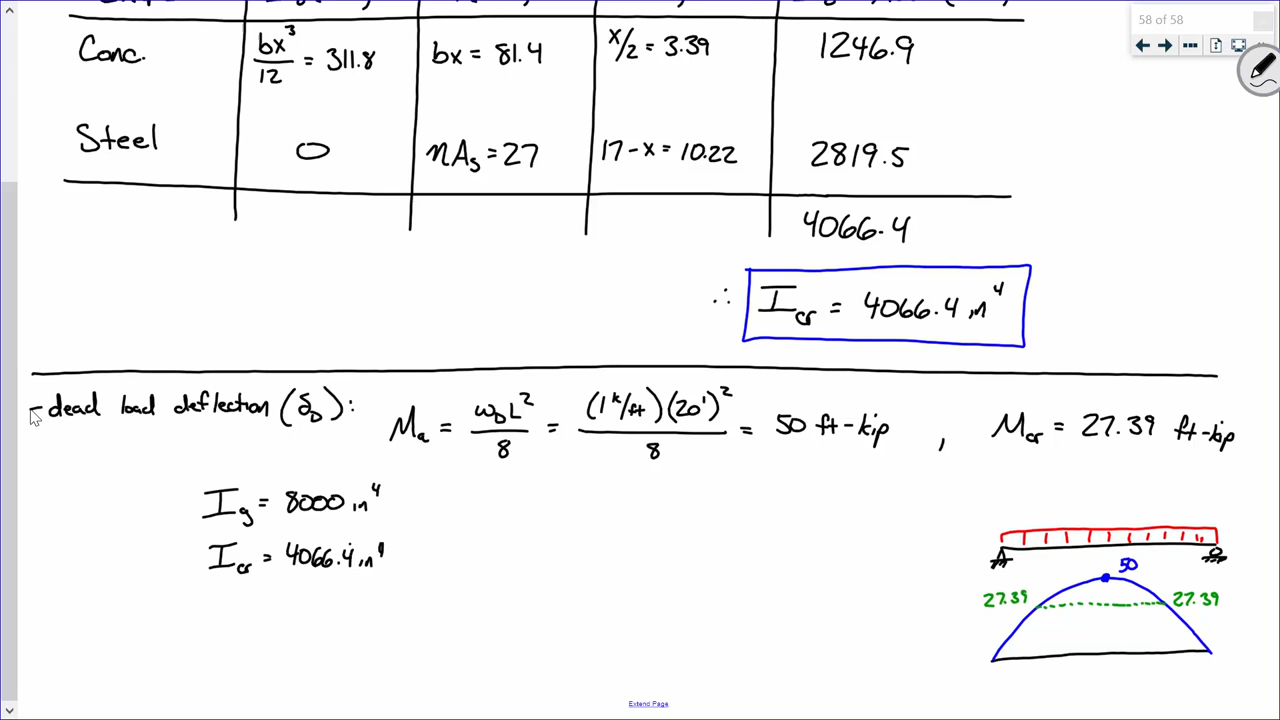 58 of 58
Conc. bx³/12 = 311.8 bx = 81.4 x/2 = 3.39 1246.9
Steel 0 nAs = 27 17 - x = 10.22 2819.5
4066.4
∴ Icr = 4066.4 in⁴
- dead load deflection (δD): Ma = wDL²/8 = (1 k/ft)(20')²/8 = 50 ft-kip , Mcr = 27.39 ft-kip
Ig = 8000 in⁴
Icr = 4066.4 in⁴
50
27.39 27.39
Extend Page